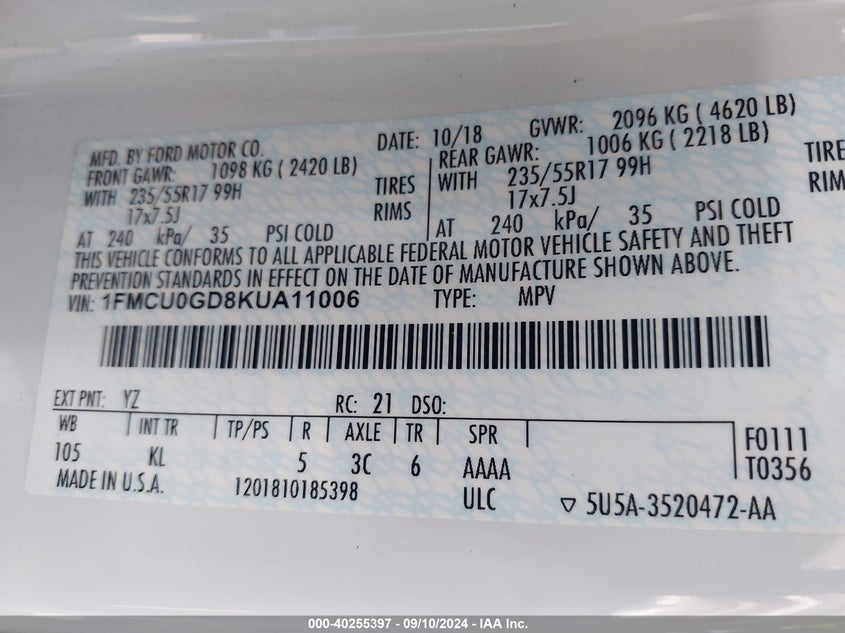 MFD. BY FORD MOTOR CO. DATE: 10/18 GVWR: 2096 KG ( 4620 LB)
FRONT GAWR: 1098 KG ( 2420 LB) REAR GAWR: 1006 KG ( 2218 LB)
WITH 235/55R17 99H TIRES WITH 235/55R17 99H TIRE
17x7.5J RIMS 17x7.5J RIM
AT 240 kPa/ 35 PSI COLD AT 240 kPa/ 35 PSI COLD
THIS VEHICLE CONFORMS TO ALL APPLICABLE FEDERAL MOTOR VEHICLE SAFETY AND THEFT
PREVENTION STANDARDS IN EFFECT ON THE DATE OF MANUFACTURE SHOWN ABOVE.
VIN: 1FMCU0GD8KUA11006 TYPE: MPV
EXT PNT: YZ RC: 21 DSO:
WB INT TR TP/PS R AXLE TR SPR F0111
105 KL 5 3C 6 AAAA T0356
MADE IN U.S.A. 1201810185398 ULC ▽ 5U5A-3520472-AA
000-40255397 - 09/10/2024 - IAA Inc.